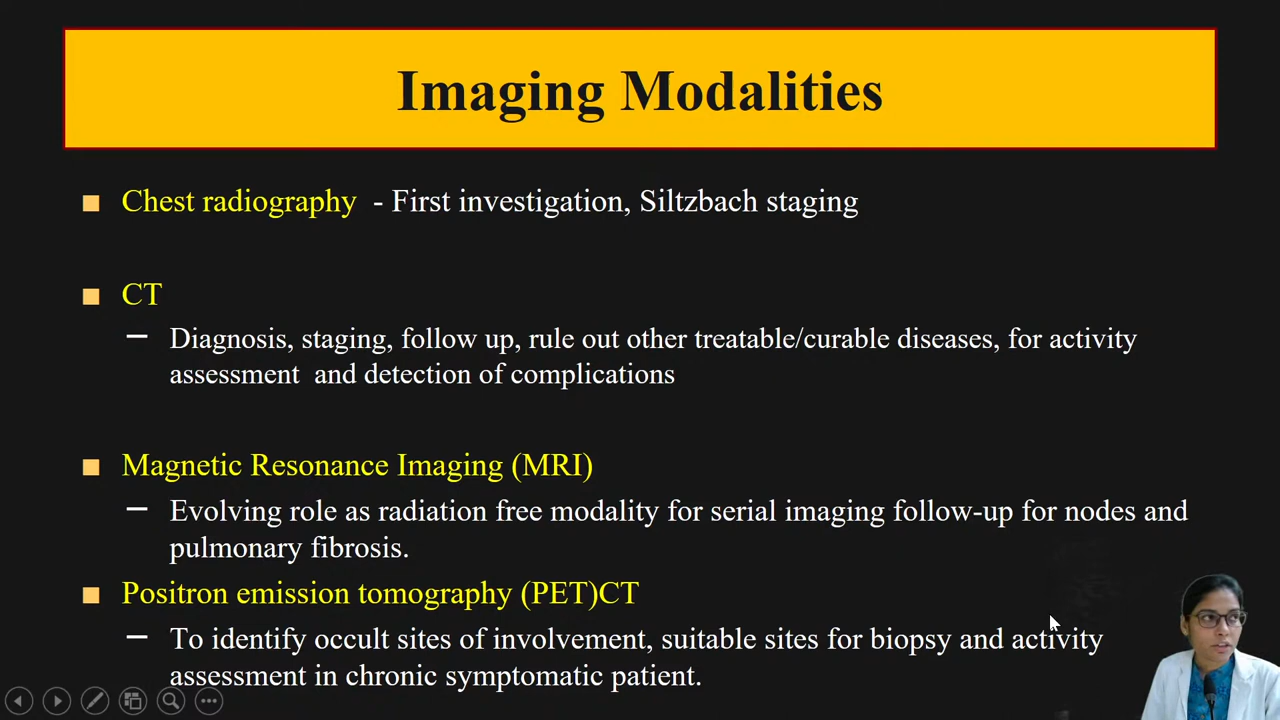 Imaging Modalities
Chest radiography - First investigation, Siltzbach staging
CT
Diagnosis, staging, follow up, rule out other treatable/curable diseases, for activity
assessment and detection of complications
Magnetic Resonance Imaging (MRI)
Evolving role as radiation free modality for serial imaging follow-up for nodes and
pulmonary fibrosis.
Positron emission tomography (PET)CT
To identify occult sites of involvement, suitable sites for biopsy and activity
assessment in chronic symptomatic patient.